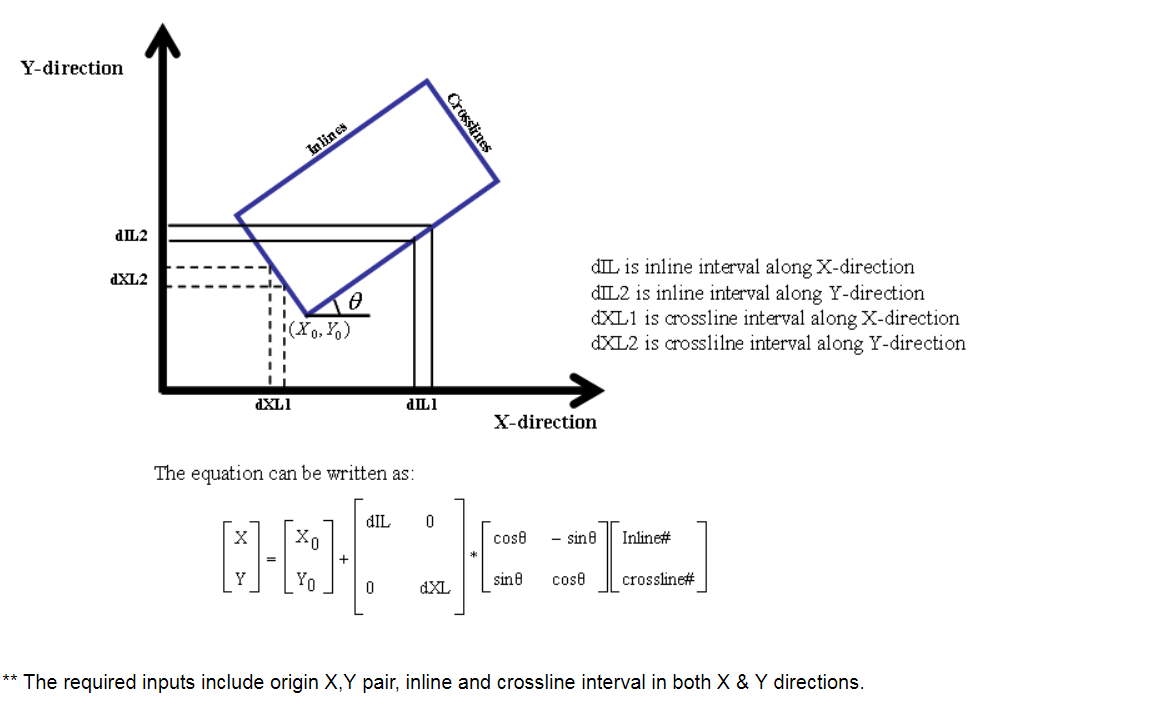 Y-direction
Inlines
Crosslines
dIL2
dXL2
θ
(X0, Y0)
dXL1
dIL1
X-direction
dIL is inline interval along X-direction
dIL2 is inline interval along Y-direction
dXL1 is crossline interval along X-direction
dXL2 is crosslilne interval along Y-direction
The equation can be written as:
[X Y] = [X0 Y0] + [dIL 0 0 dXL] * [cosθ - sinθ sinθ cosθ] [Inline# crossline#]
** The required inputs include origin X,Y pair, inline and crossline interval in both X & Y directions.